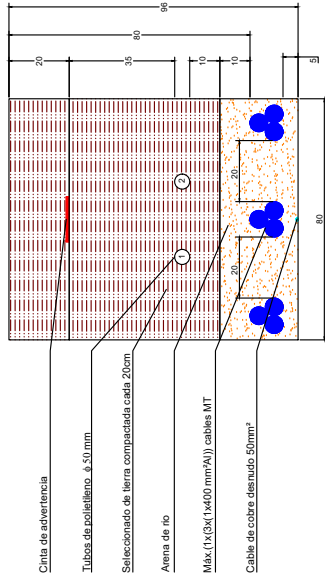 Cinta de advertencia
Tubos de polietileno ϕ 50 mm
Seleccionado de tierra compactada cada 20cm
Arena de rio
Máx.(1x(3x(1x400 mm²Al)) cables MT
Cable de cobre desnudo 50mm²
96
80
20
35
10
10
5
1
2
20
20
80